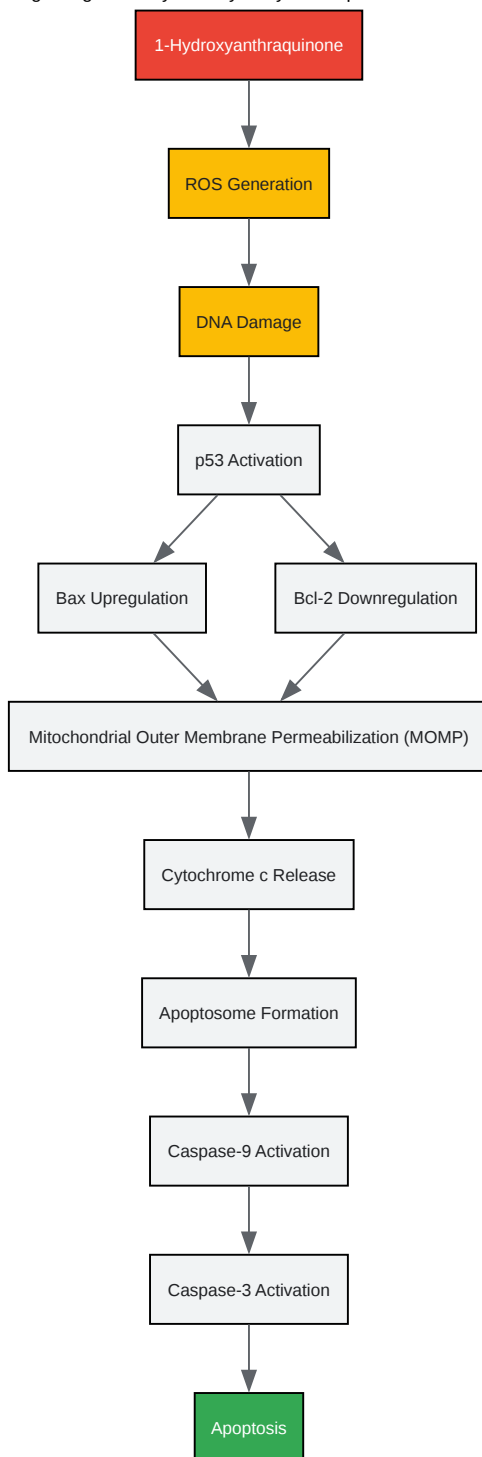 1-Hydroxyanthraquinone
ROS Generation
DNA Damage
p53 Activation
Bax Upregulation
Bcl-2 Downregulation
Mitochondrial Outer Membrane Permeabilization (MOMP)
Cytochrome c Release
Apoptosome Formation
Caspase-9 Activation
Caspase-3 Activation
Apoptosis